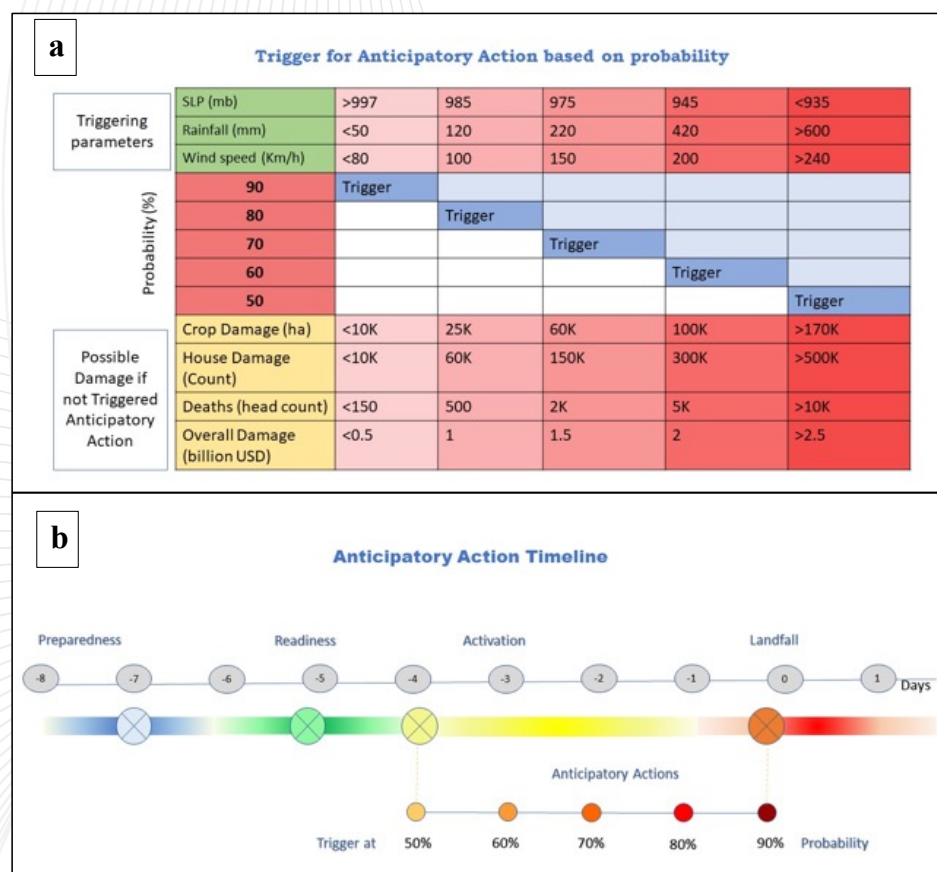 a
Trigger for Anticipatory Action based on probability
Triggering
parameters
SLP (mb) >997 985 975 945 <935
Rainfall (mm) <50 120 220 420 >600
Wind speed (Km/h) <80 100 150 200 >240
Probability (%)
90 Trigger
80 Trigger
70 Trigger
60 Trigger
50 Trigger
Possible
Damage if
not Triggered
Anticipatory
Action
Crop Damage (ha) <10K 25K 60K 100K >170K
House Damage <10K 60K 150K 300K >500K
(Count)
Deaths (head count) <150 500 2K 5K >10K
Overall Damage <0.5 1 1.5 2 >2.5
(billion USD)
b
Anticipatory Action Timeline
Preparedness Readiness Activation Landfall
-8 -7 -6 -5 -4 -3 -2 -1 0 1 Days
Anticipatory Actions
Trigger at 50% 60% 70% 80% 90% Probability